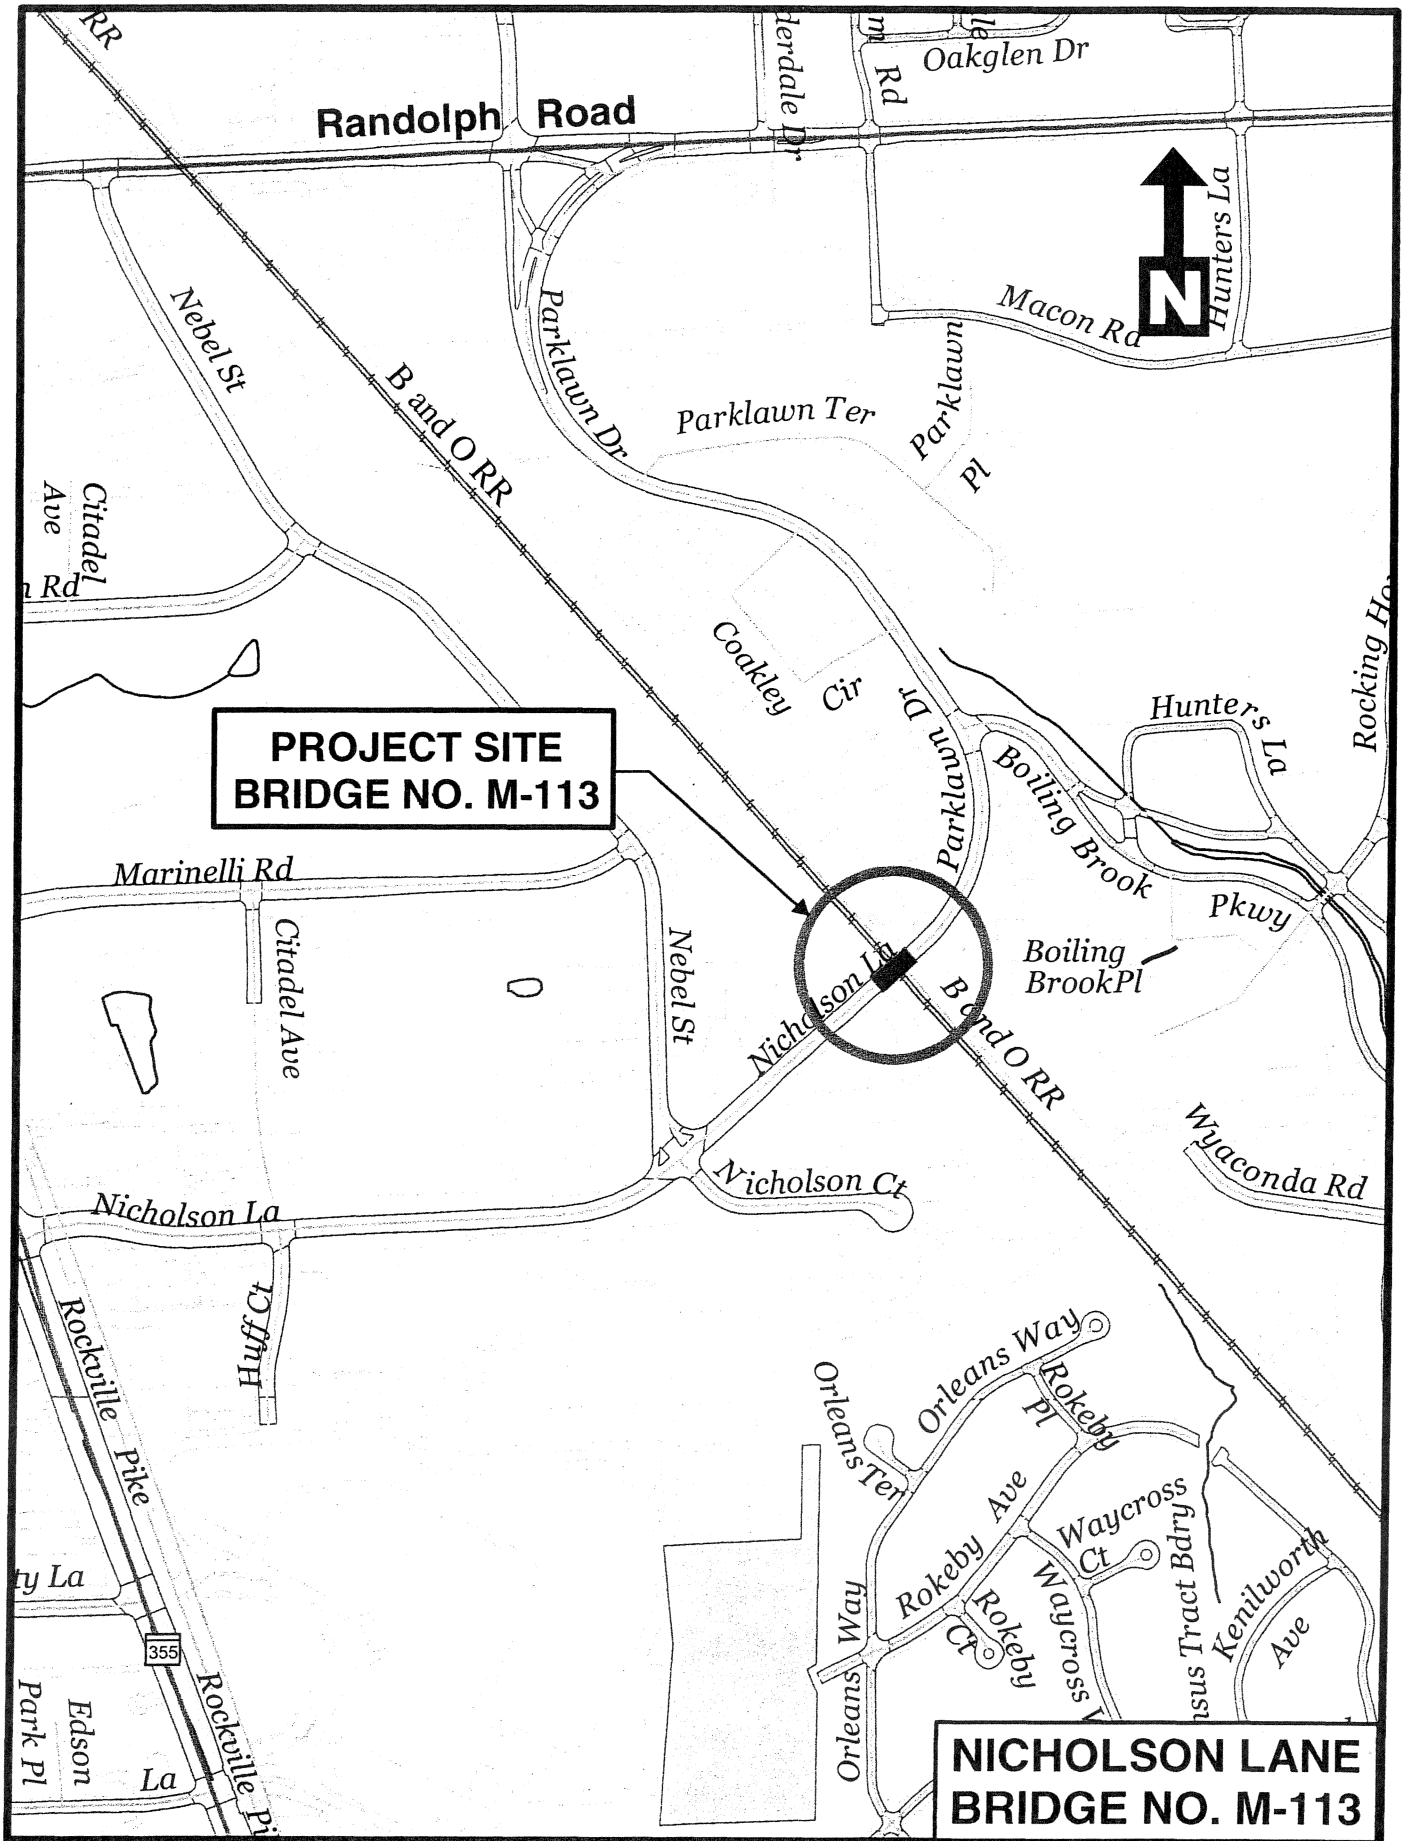 RR
Oakglen Dr
Rd
Randolph Road
Hunters La
N
Nebel St
Parklawn Dr
Macon Rd
B and O RR
Parklawn Ter
Parklawn
Pl
Citadel
Ave
Rd
Coakley
Cir
Parklawn Dr
Hunters La
PROJECT SITE
BRIDGE NO. M-113
Boiling Brook
Pkwy
Marinelli Rd
Citadel Ave
Nebel St
Nicholson La
Boiling
Brook Pl
B and O RR
Wyaconda Rd
Nicholson Ct
Nicholson La
Huff Ct
Rockville Pike
Orleans Way
Orleans Ter
Rokeby
Pl
Rokeby Ave
Waycross
Ct
Waycross
Tract Bdry
Kenilworth
Ave
Rokeby
Ct
Orleans Way
La
355
Park Pl
Edson
La
Rockville
NICHOLSON LANE
BRIDGE NO. M-113